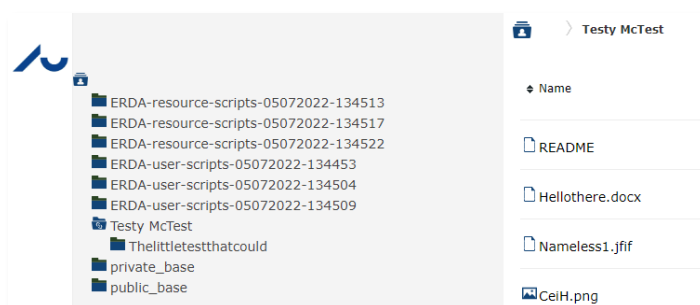 ERDA-resource-scripts-05072022-134513
ERDA-resource-scripts-05072022-134517
ERDA-resource-scripts-05072022-134522
ERDA-user-scripts-05072022-134453
ERDA-user-scripts-05072022-134504
ERDA-user-scripts-05072022-134509
Testy McTest
Thelittletestthatcould
private_base
public_base
Testy McTest
Name
README
Hellothere.docx
Nameless1.jfif
CeiH.png